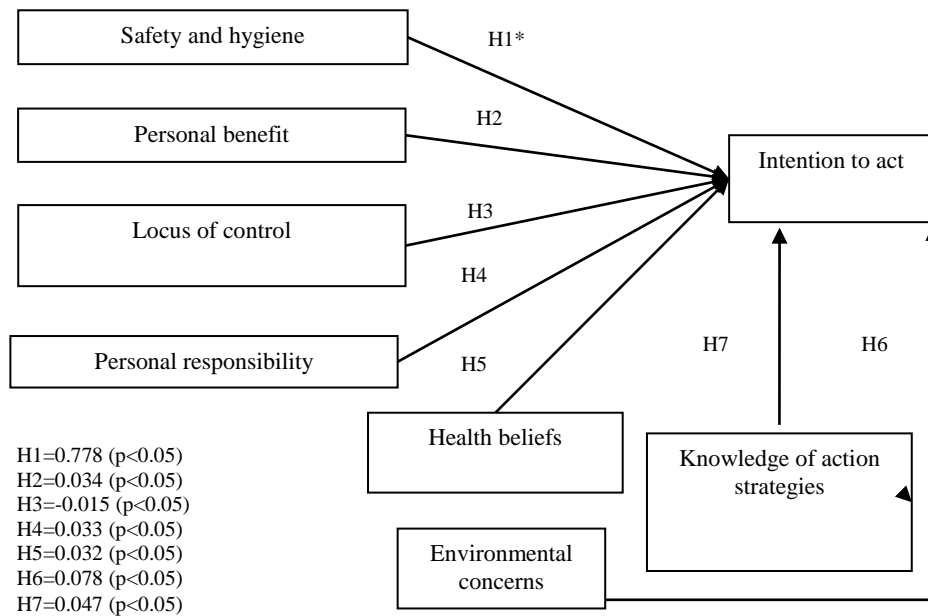 Safety and hygiene
H1*
Personal benefit
H2
Intention to act
Locus of control
H3
H4
Personal responsibility
H5
H7
H6
Health beliefs
Knowledge of action
strategies
Environmental
concerns
H1=0.778 (p<0.05)
H2=0.034 (p<0.05)
H3=-0.015 (p<0.05)
H4=0.033 (p<0.05)
H5=0.032 (p<0.05)
H6=0.078 (p<0.05)
H7=0.047 (p<0.05)